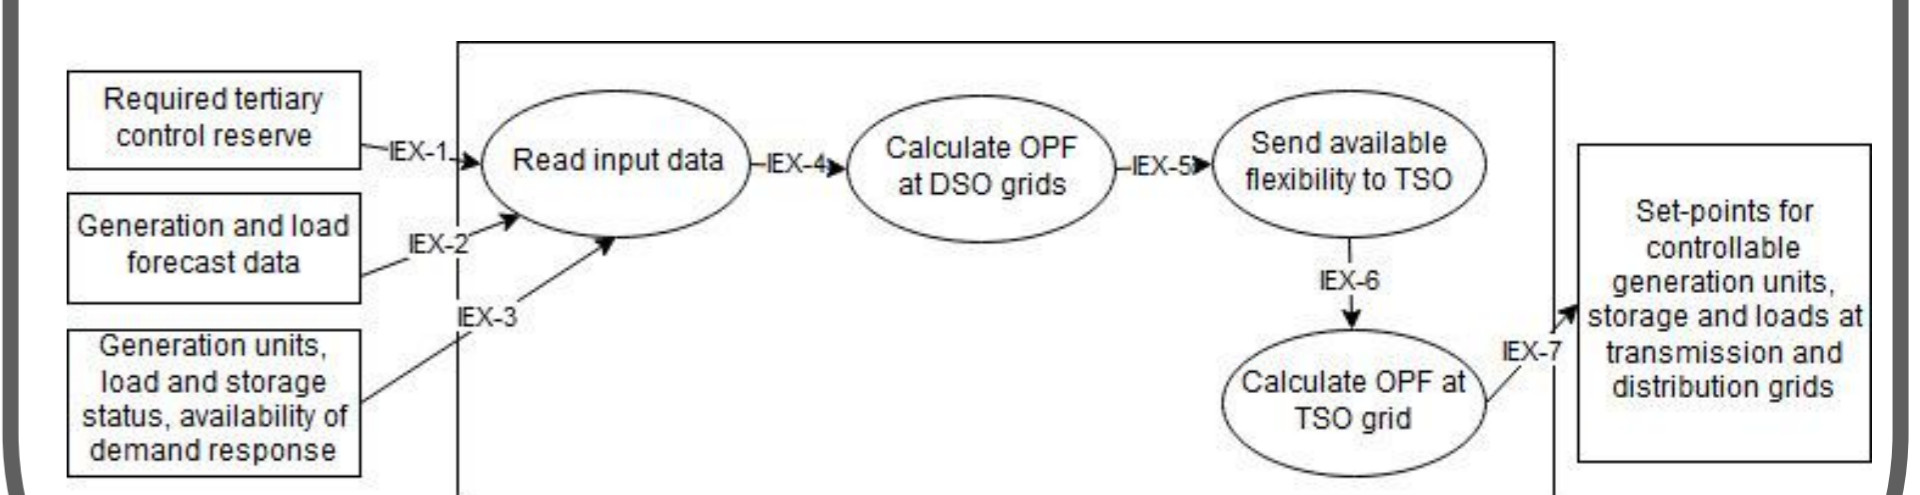 Required tertiary
control reserve
IEX-1
Generation and load
forecast data
IEX-2
Generation units,
load and storage
status, availability of
demand response
IEX-3
Read input data
IEX-4
Calculate OPF
at DSO grids
IEX-5
Send available
flexibility to TSO
IEX-6
Calculate OPF at
TSO grid
IEX-7
Set-points for
controllable
generation units,
storage and loads at
transmission and
distribution grids